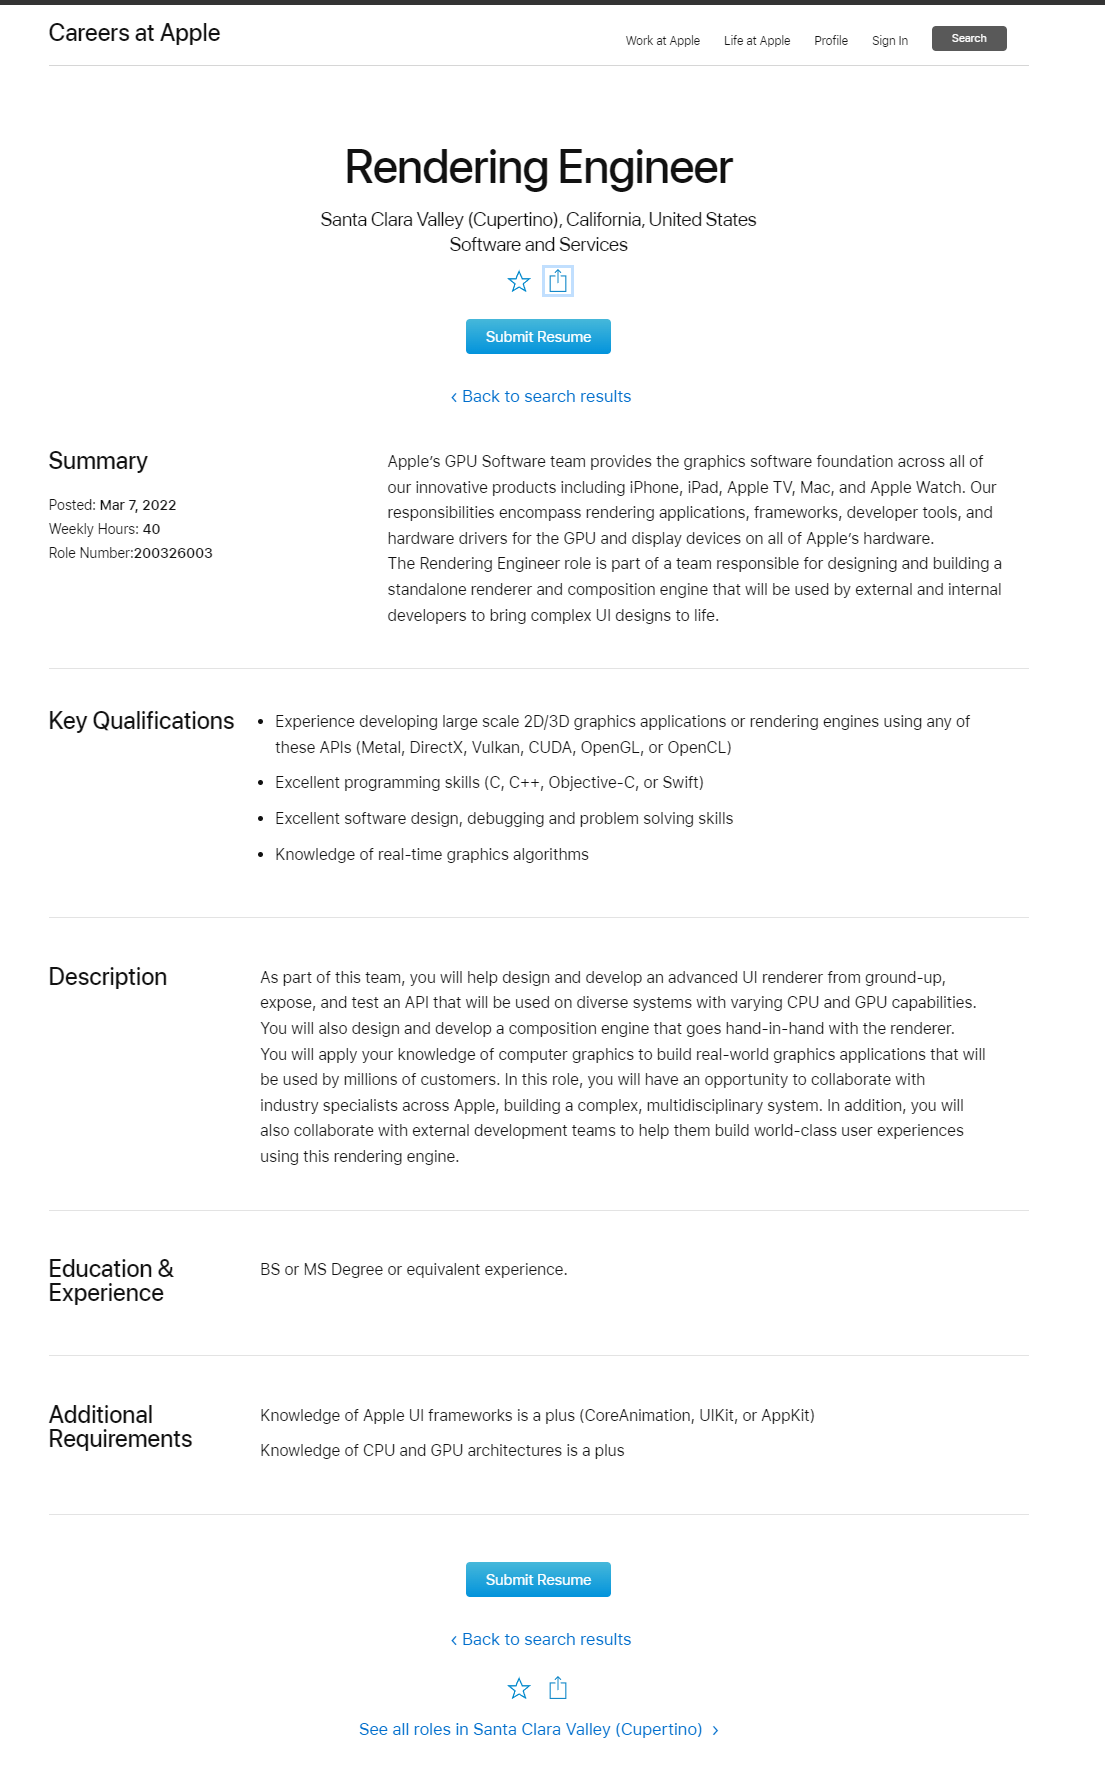 Careers at Apple
Work at Apple
Life at Apple
Profile
Sign In
Search
Rendering Engineer
Santa Clara Valley (Cupertino), California, United States
Software and Services
Submit Resume
‹ Back to search results
Summary
Posted: Mar 7, 2022
Weekly Hours: 40
Role Number:200326003
Apple’s GPU Software team provides the graphics software foundation across all of
our innovative products including iPhone, iPad, Apple TV, Mac, and Apple Watch. Our
responsibilities encompass rendering applications, frameworks, developer tools, and
hardware drivers for the GPU and display devices on all of Apple’s hardware.
The Rendering Engineer role is part of a team responsible for designing and building a
standalone renderer and composition engine that will be used by external and internal
developers to bring complex UI designs to life.
Key Qualifications
• Experience developing large scale 2D/3D graphics applications or rendering engines using any of
these APIs (Metal, DirectX, Vulkan, CUDA, OpenGL, or OpenCL)
• Excellent programming skills (C, C++, Objective-C, or Swift)
• Excellent software design, debugging and problem solving skills
• Knowledge of real-time graphics algorithms
Description
As part of this team, you will help design and develop an advanced UI renderer from ground-up,
expose, and test an API that will be used on diverse systems with varying CPU and GPU capabilities.
You will also design and develop a composition engine that goes hand-in-hand with the renderer.
You will apply your knowledge of computer graphics to build real-world graphics applications that will
be used by millions of customers. In this role, you will have an opportunity to collaborate with
industry specialists across Apple, building a complex, multidisciplinary system. In addition, you will
also collaborate with external development teams to help them build world-class user experiences
using this rendering engine.
Education &
Experience
BS or MS Degree or equivalent experience.
Additional
Requirements
Knowledge of Apple UI frameworks is a plus (CoreAnimation, UIKit, or AppKit)
Knowledge of CPU and GPU architectures is a plus
Submit Resume
‹ Back to search results
See all roles in Santa Clara Valley (Cupertino) ›